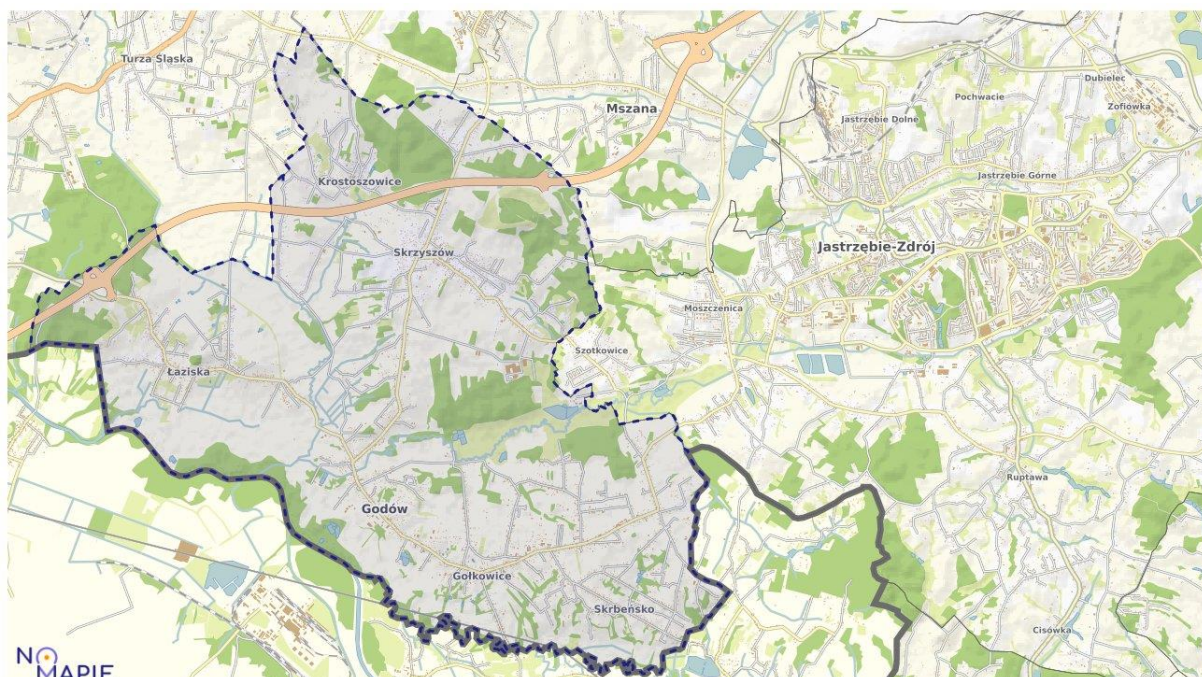 Turza Śląska
Mszana
Dubielec
Pochwacie
Zofiówka
Jastrzębie Dolne
Krostoszowice
Jastrzębie Górne
Skrzyszów
Jastrzębie-Zdrój
Moszczenica
Szotkowice
Łaziska
Ruptawa
Godów
Gołkowice
Skrbeńsko
Cisówka
NO
MAPIE